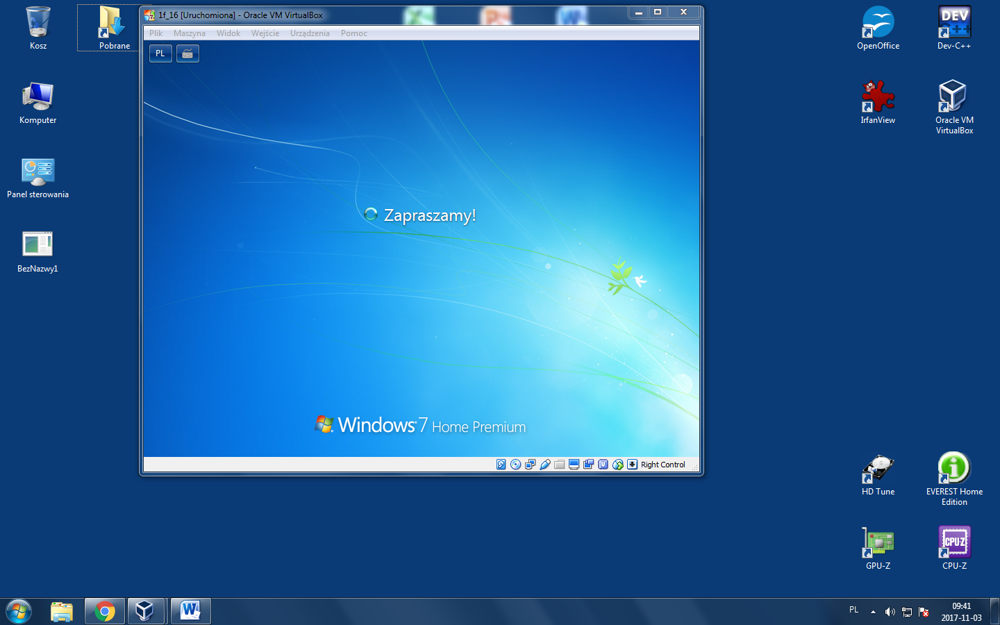 Kosz
Pobrane
Komputer
Panel sterowania
BezNazwy1
1f_16 [Uruchomiona] - Oracle VM VirtualBox
Plik Maszyna Widok Wejście Urządzenia Pomoc
PL
Zapraszamy!
Windows 7 Home Premium
Right Control
OpenOffice
DEV
C++
Dev-C++
IrfanView
Oracle VM
VirtualBox
HD Tune
EVEREST Home
Edition
GPU-Z
CPU-Z
CPU-Z
PL
09:41
2017-11-03